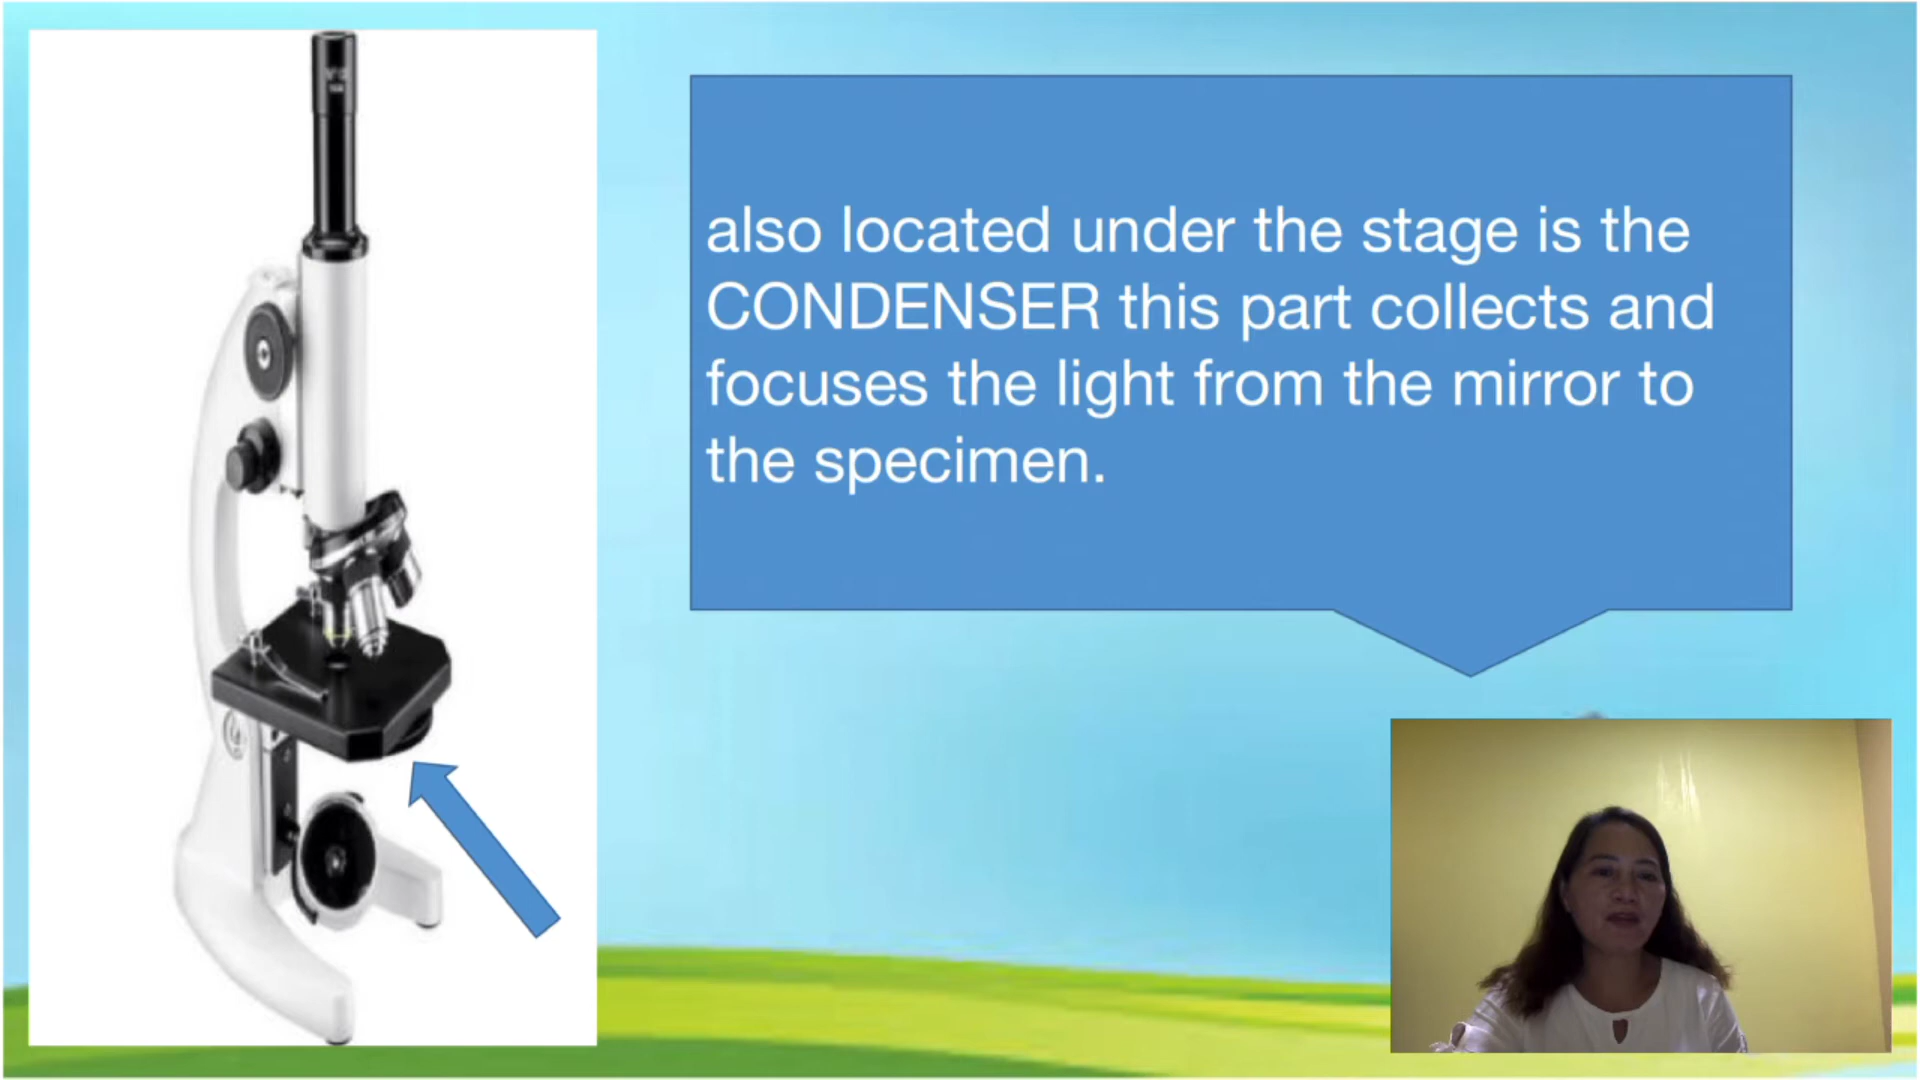 also located under the stage is the
CONDENSER this part collects and
focuses the light from the mirror to
the specimen.